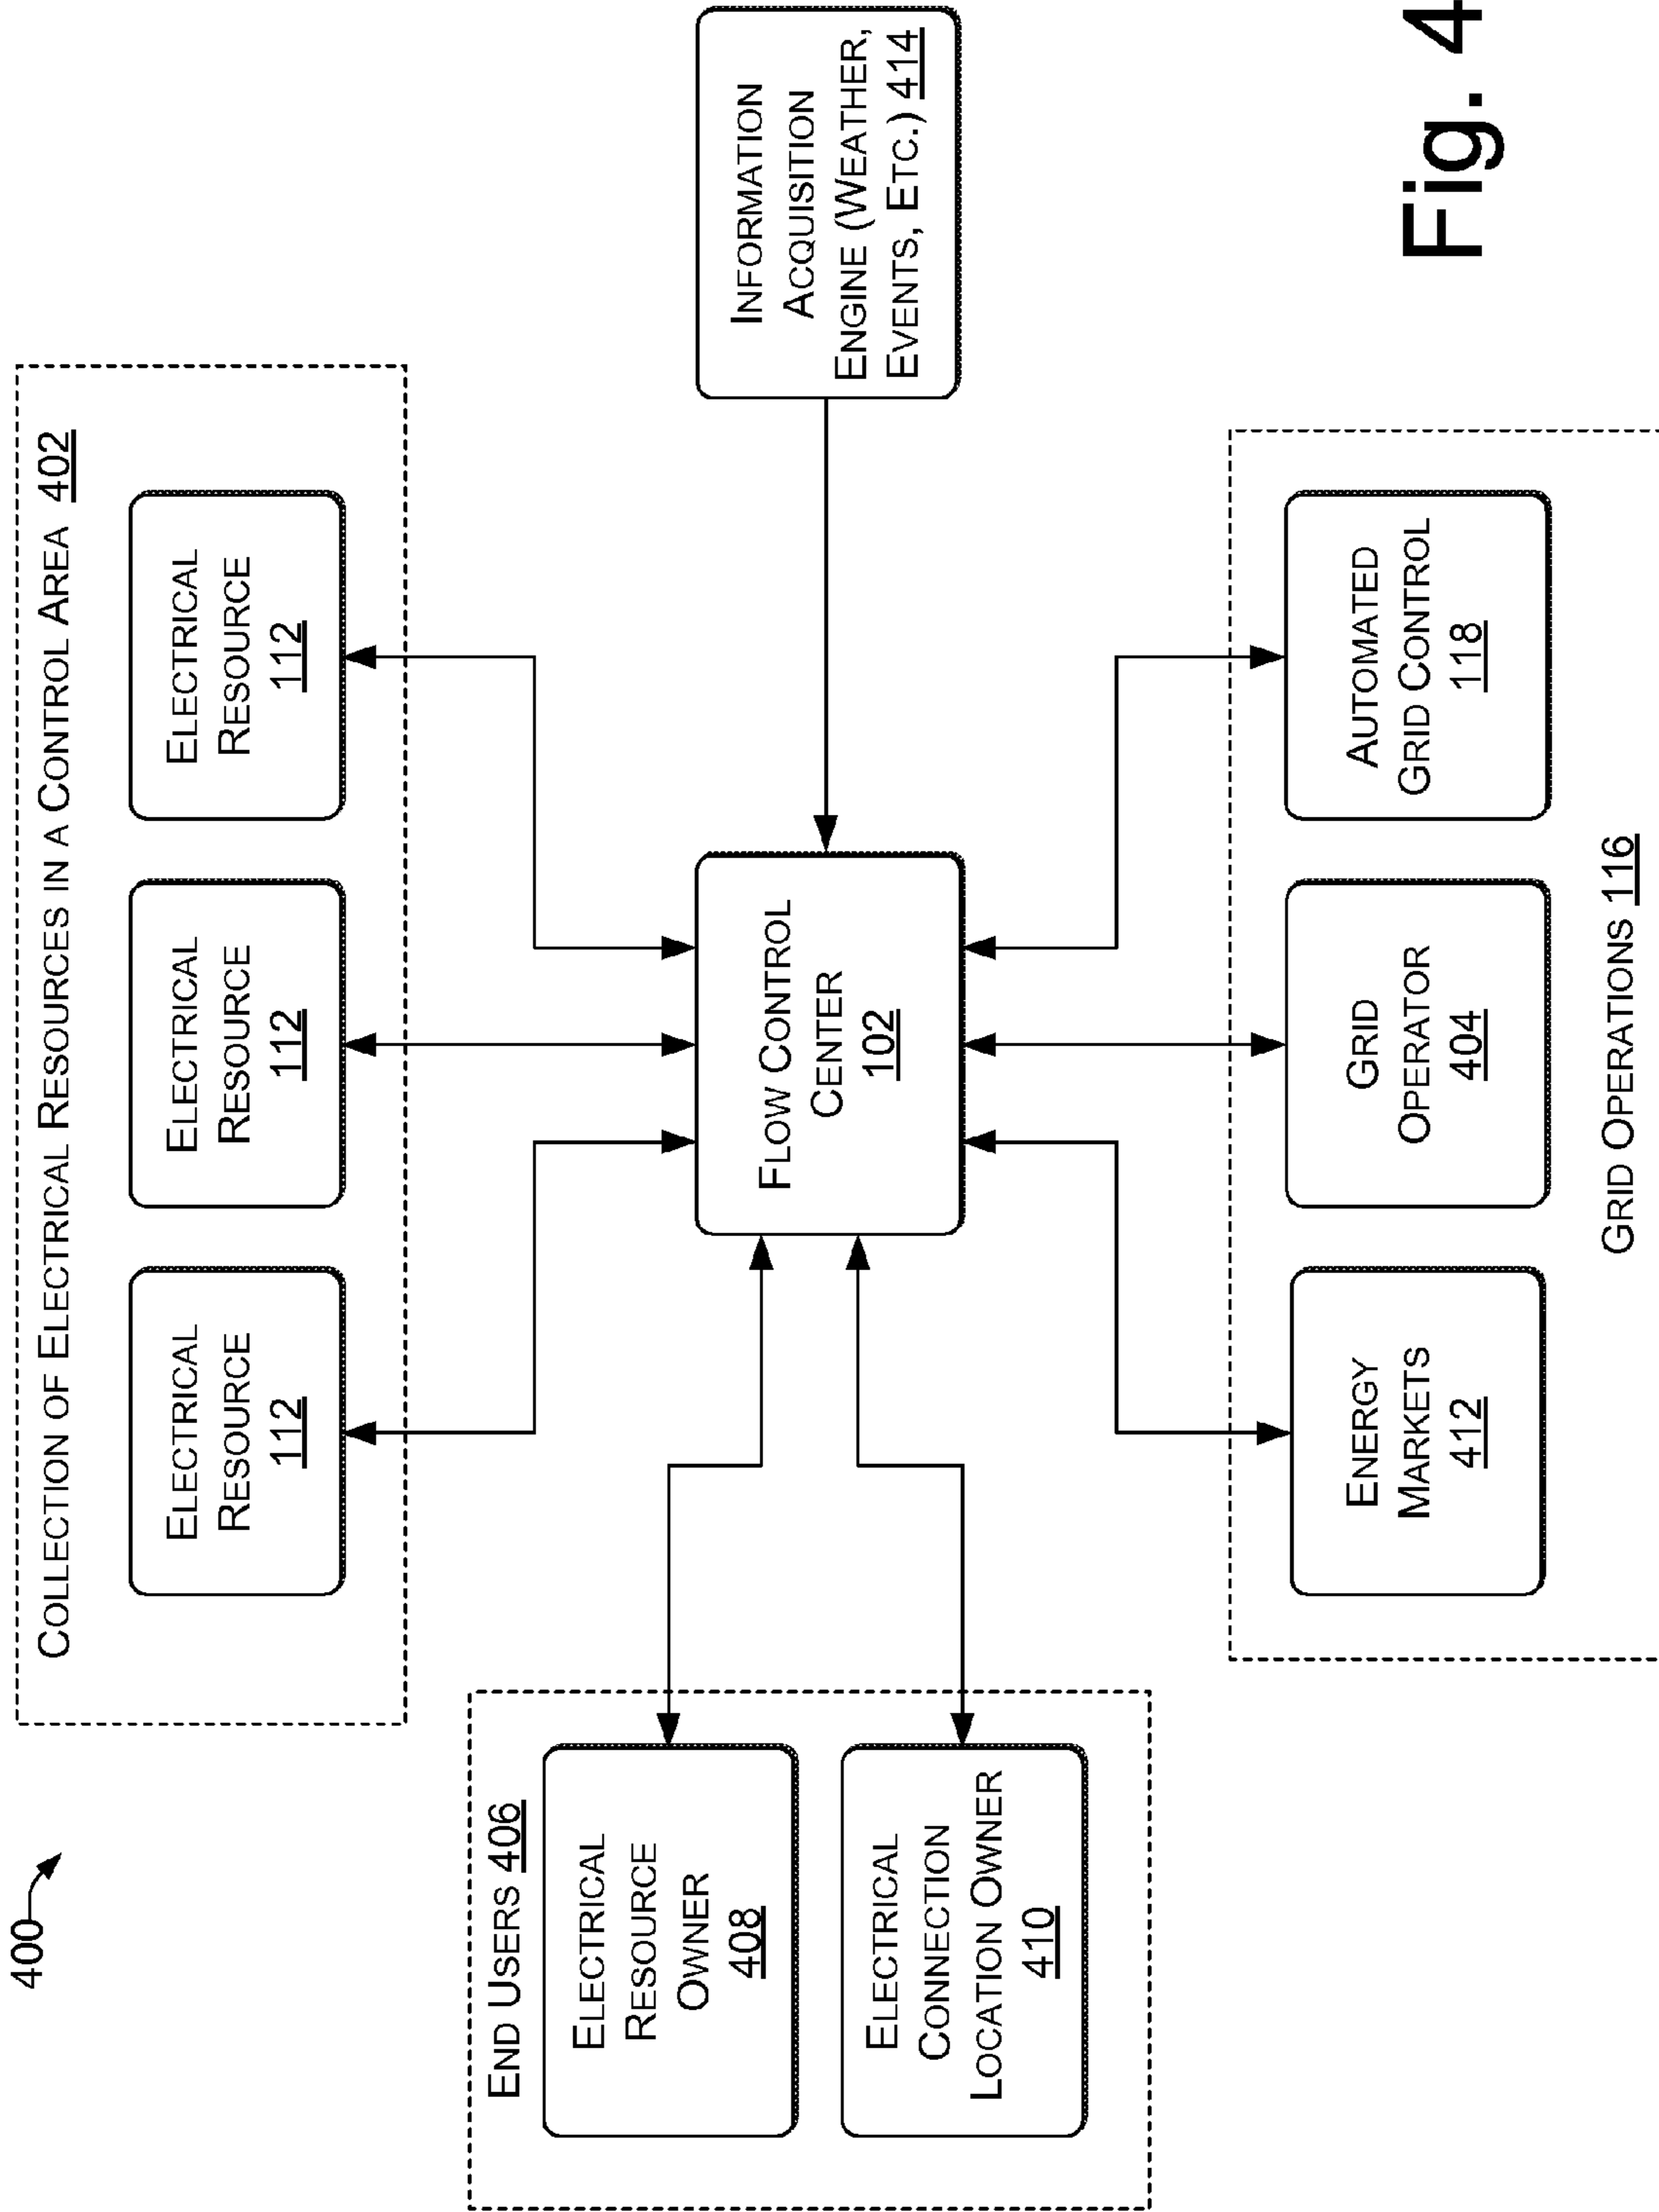 400
COLLECTION OF ELECTRICAL RESOURCES IN A CONTROL AREA 402
ELECTRICAL
RESOURCE
112
ELECTRICAL
RESOURCE
112
ELECTRICAL
RESOURCE
112
END USERS 406
ELECTRICAL
RESOURCE
OWNER
408
ELECTRICAL
CONNECTION
LOCATION OWNER
410
FLOW CONTROL
CENTER
102
INFORMATION
ACQUISITION
ENGINE (WEATHER,
EVENTS, ETC.) 414
ENERGY
MARKETS
412
GRID
OPERATOR
404
AUTOMATED
GRID CONTROL
118
GRID OPERATIONS 116
Fig. 4